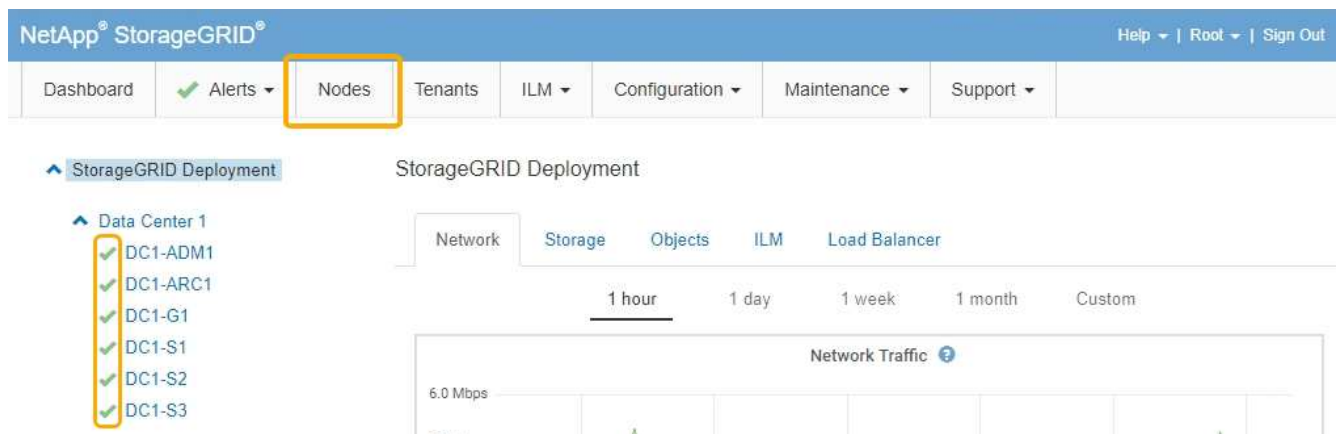 NetApp® StorageGRID®
Help | Root | Sign Out
Dashboard Alerts Nodes Tenants ILM Configuration Maintenance Support
StorageGRID Deployment
Data Center 1
DC1-ADM1
DC1-ARC1
DC1-G1
DC1-S1
DC1-S2
DC1-S3
StorageGRID Deployment
Network Storage Objects ILM Load Balancer
1 hour 1 day 1 week 1 month Custom
Network Traffic
6.0 Mbps